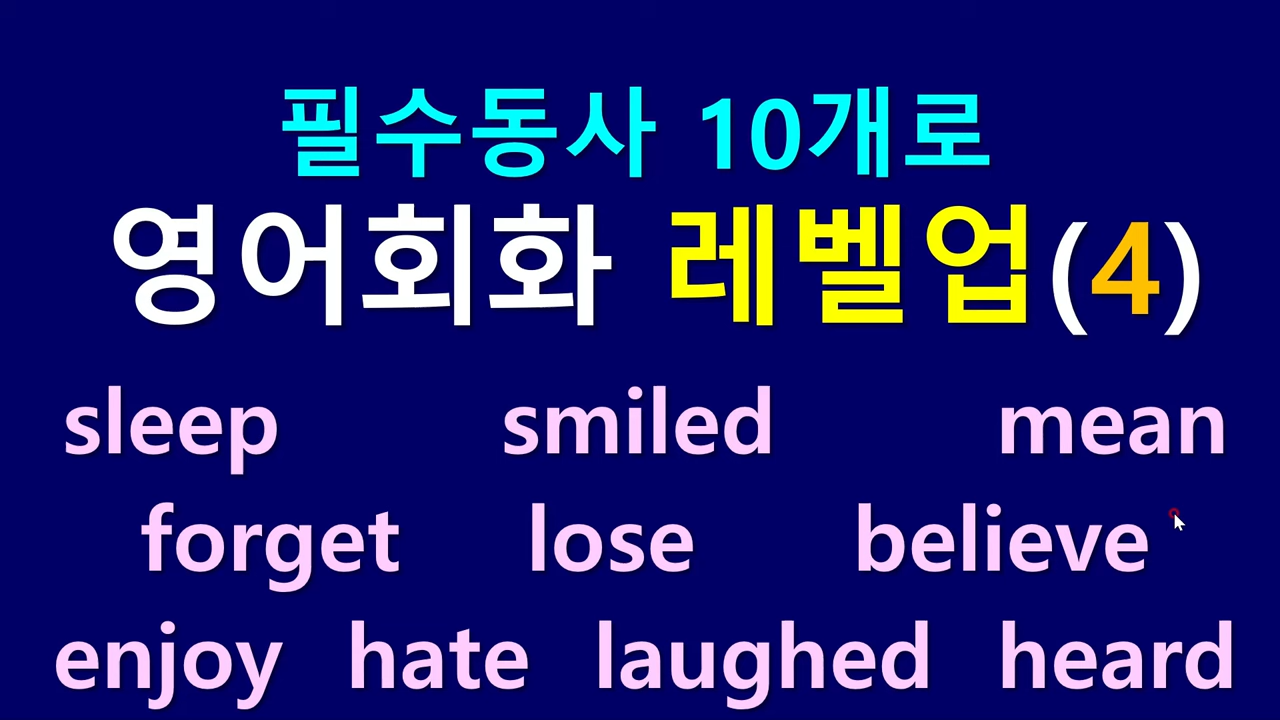 필수동사 10개로
영어회화 레벨업(4)
sleep smiled mean
forget lose believe
enjoy hate laughed heard